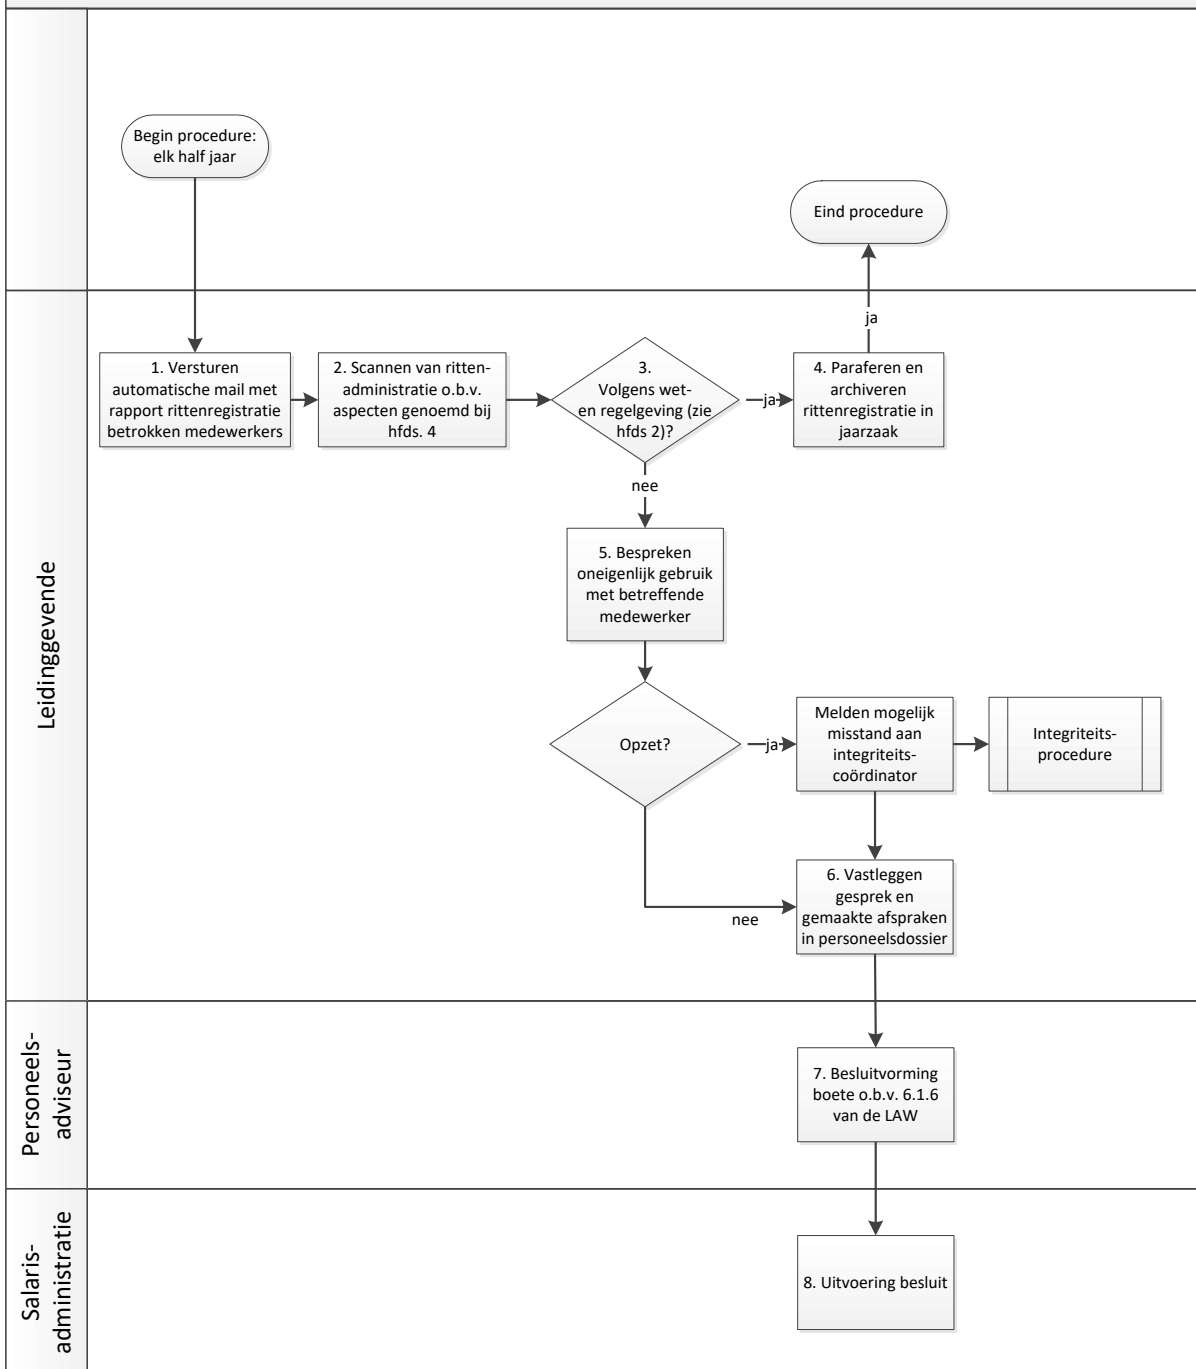 Begin procedure:
elk half jaar
Eind procedure
ja
Leidinggevende
1. Versturen
automatische mail met
rapport rittenregistratie
betrokken medewerkers
2. Scannen van ritten-
administratie o.b.v.
aspecten genoemd bij
hfds. 4
3.
Volgens wet-
en regelgeving (zie
hfds 2)?
ja
4. Paraferen en
archiveren
rittenregistratie in
jaarzaak
nee
5. Bespreken
oneigenlijk gebruik
met betreffende
medewerker
Opzet?
ja
Melden mogelijk
misstand aan
integriteits-
coördinator
Integriteits-
procedure
nee
6. Vastleggen
gesprek en
gemaakte afspraken
in personeelsdossier
Personeels-
adviseur
7. Besluitvorming
boete o.b.v. 6.1.6
van de LAW
Salaris-
administratie
8. Uitvoering besluit